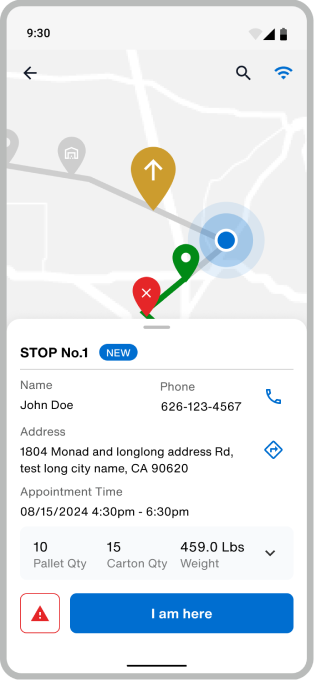 9:30
STOP No.1 NEW
Name Phone
John Doe 626-123-4567
Address
1804 Monad and longlong address Rd,
test long city name, CA 90620
Appointment Time
08/15/2024 4:30pm - 6:30pm
10 15 459.0 Lbs
Pallet Qty Carton Qty Weight
I am here